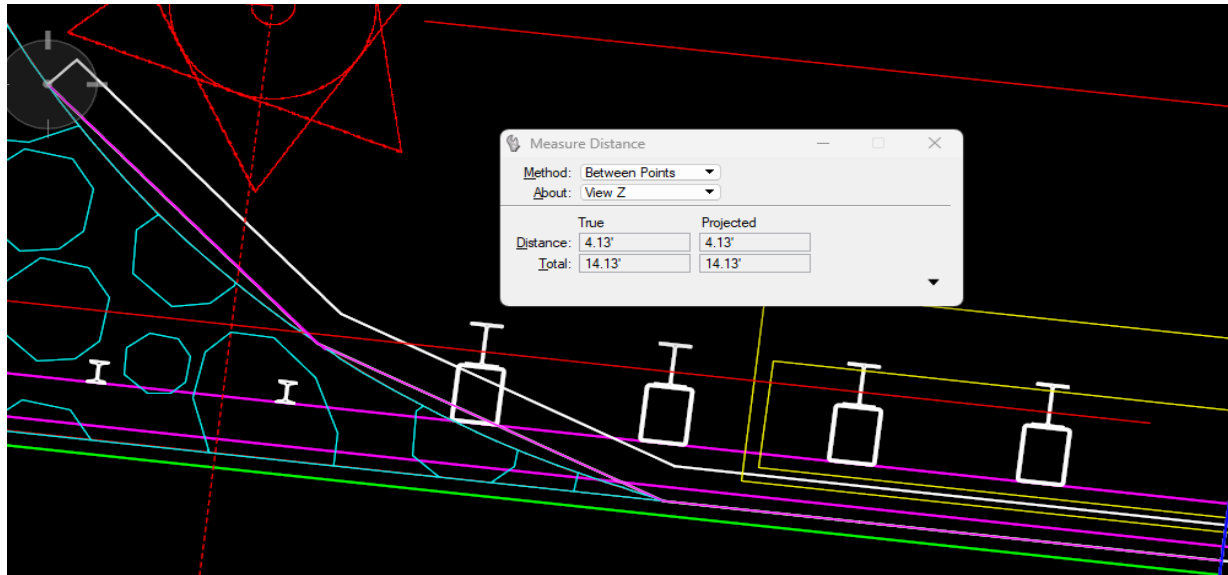 Measure Distance
Method: Between Points
About: View Z
True Projected
Distance: 4.13' 4.13'
Total: 14.13' 14.13'